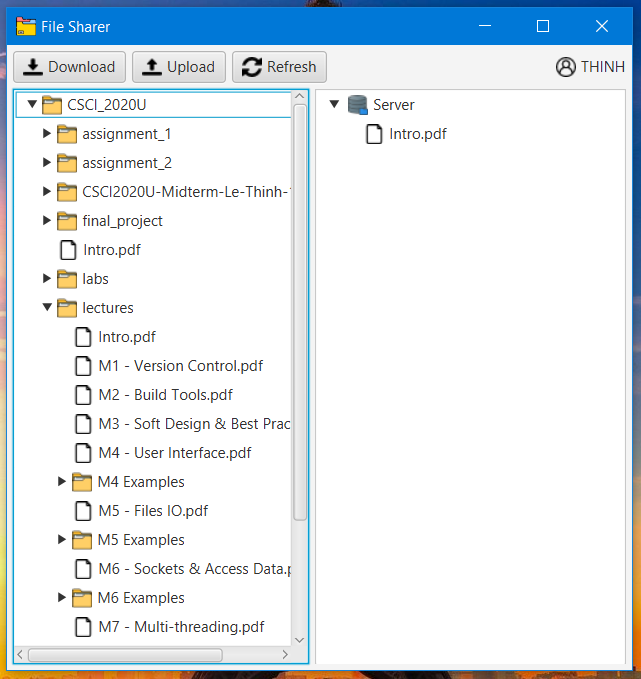 File Sharer
Download Upload Refresh THINH
CSCI_2020U
assignment_1
assignment_2
CSCI2020U-Midterm-Le-Thinh-
final_project
Intro.pdf
labs
lectures
Intro.pdf
M1 - Version Control.pdf
M2 - Build Tools.pdf
M3 - Soft Design & Best Prac
M4 - User Interface.pdf
M4 Examples
M5 - Files IO.pdf
M5 Examples
M6 - Sockets & Access Data.p
M6 Examples
M7 - Multi-threading.pdf
Server
Intro.pdf